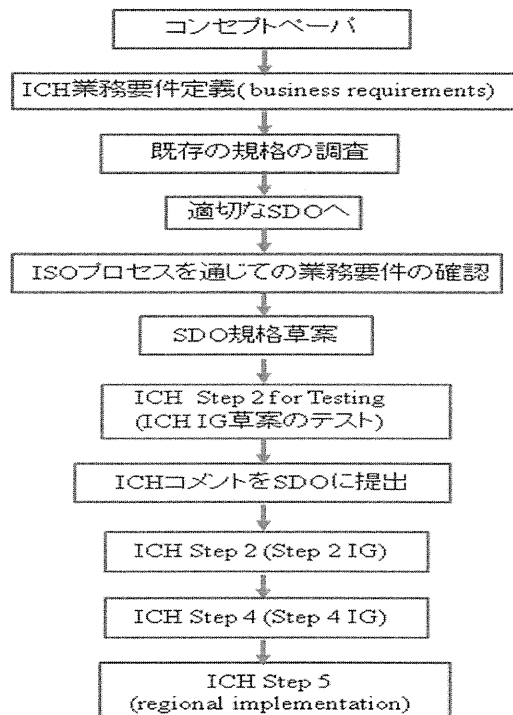 コンセプトペーパ
ICH業務要件定義(business requirements)
既存の規格の調査
適切なSDOへ
ISOプロセスを通じての業務要件の確認
SDO規格草案
ICH Step 2 for Testing
(ICH IG草案のテスト)
ICHコメントをSDOに提出
ICH Step 2 (Step 2 IG)
ICH Step 4 (Step 4 IG)
ICH Step 5
(regional implementation)